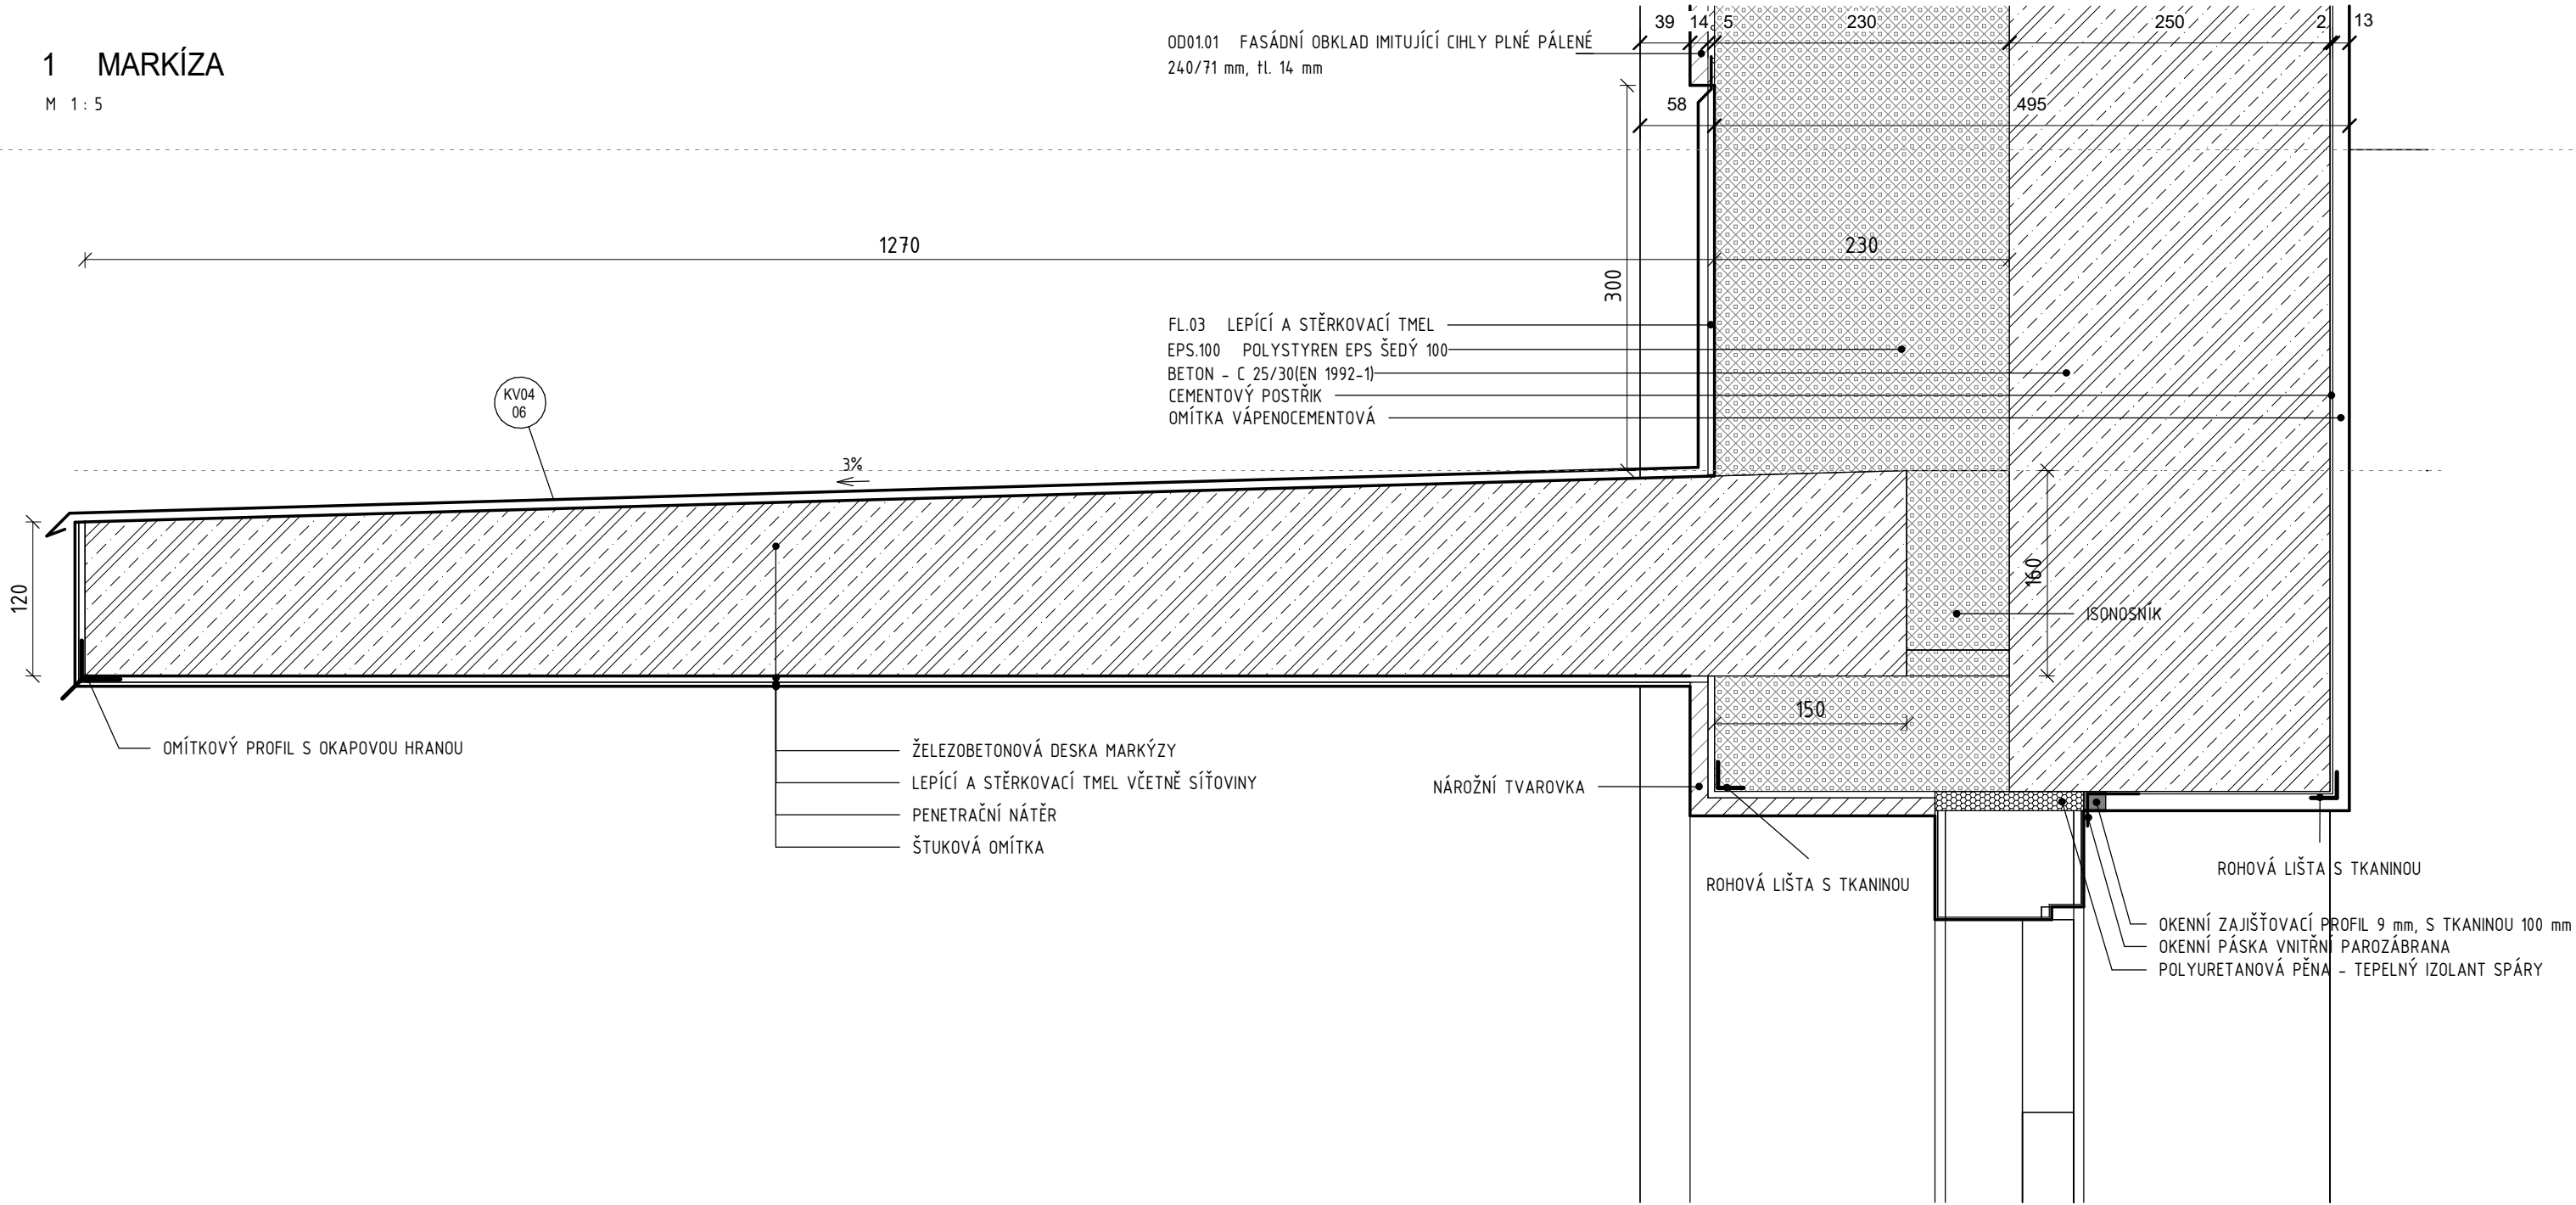 1 MARKÍZA
M 1:5
OD01.01 FASÁDNÍ OBKLAD IMITUJÍCÍ CIHLY PLNÉ PÁLENÉ
240/71 mm, tl. 14 mm
39 14 5 230 250 2 13
58 495
1270 230
300
FL.03 LEPÍCÍ A STĚRKOVACÍ TMEL
EPS.100 POLYSTYREN EPS ŠEDÝ 100
BETON - C 25/30(EN 1992-1)
CEMENTOVÝ POSTŘIK
OMÍTKA VÁPENOCEMENTOVÁ
KV04
06
3%
120
160
ISONOSNÍK
150
OMÍTKOVÝ PROFIL S OKAPOVOU HRANOU
ŽELEZOBETONOVÁ DESKA MARKÝZY
LEPÍCÍ A STĚRKOVACÍ TMEL VČETNĚ SÍŤOVINY
PENETRAČNÍ NÁTĚR
ŠTUKOVÁ OMÍTKA
NÁROŽNÍ TVAROVKA
ROHOVÁ LIŠTA S TKANINOU
ROHOVÁ LIŠTA S TKANINOU
OKENNÍ ZAJIŠŤOVACÍ PROFIL 9 mm, S TKANINOU 100 mm
OKENNÍ PÁSKA VNITŘNÍ PAROZÁBRANA
POLYURETANOVÁ PĚNA - TEPELNÝ IZOLANT SPÁRY